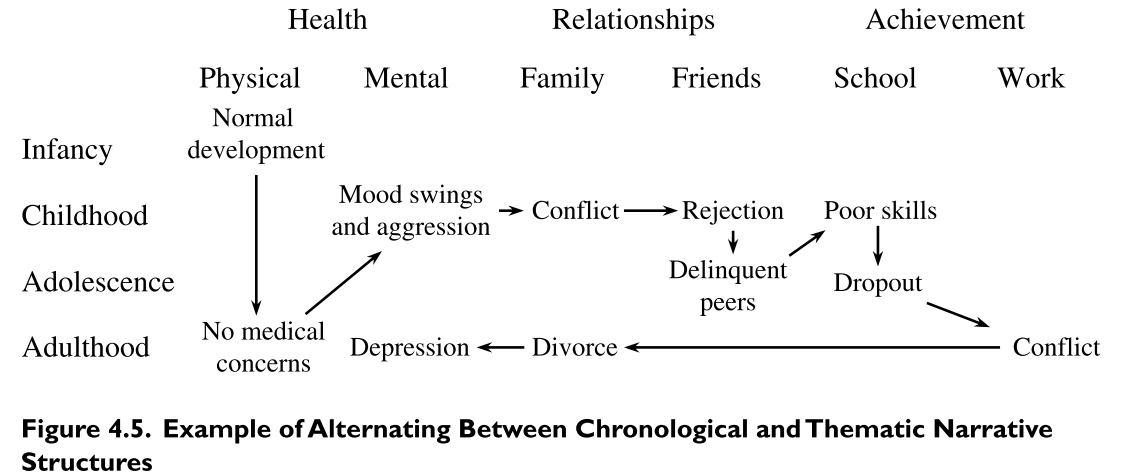 Health Relationships Achievement
Physical Mental Family Friends School Work
Normal
development
Infancy
Mood swings
and aggression
Childhood
Conflict
Rejection
Poor skills
Adolescence
Delinquent
peers
Dropout
Adulthood
No medical
concerns
Depression
Divorce
Conflict
Figure 4.5. Example of Alternating Between Chronological and Thematic Narrative
Structures